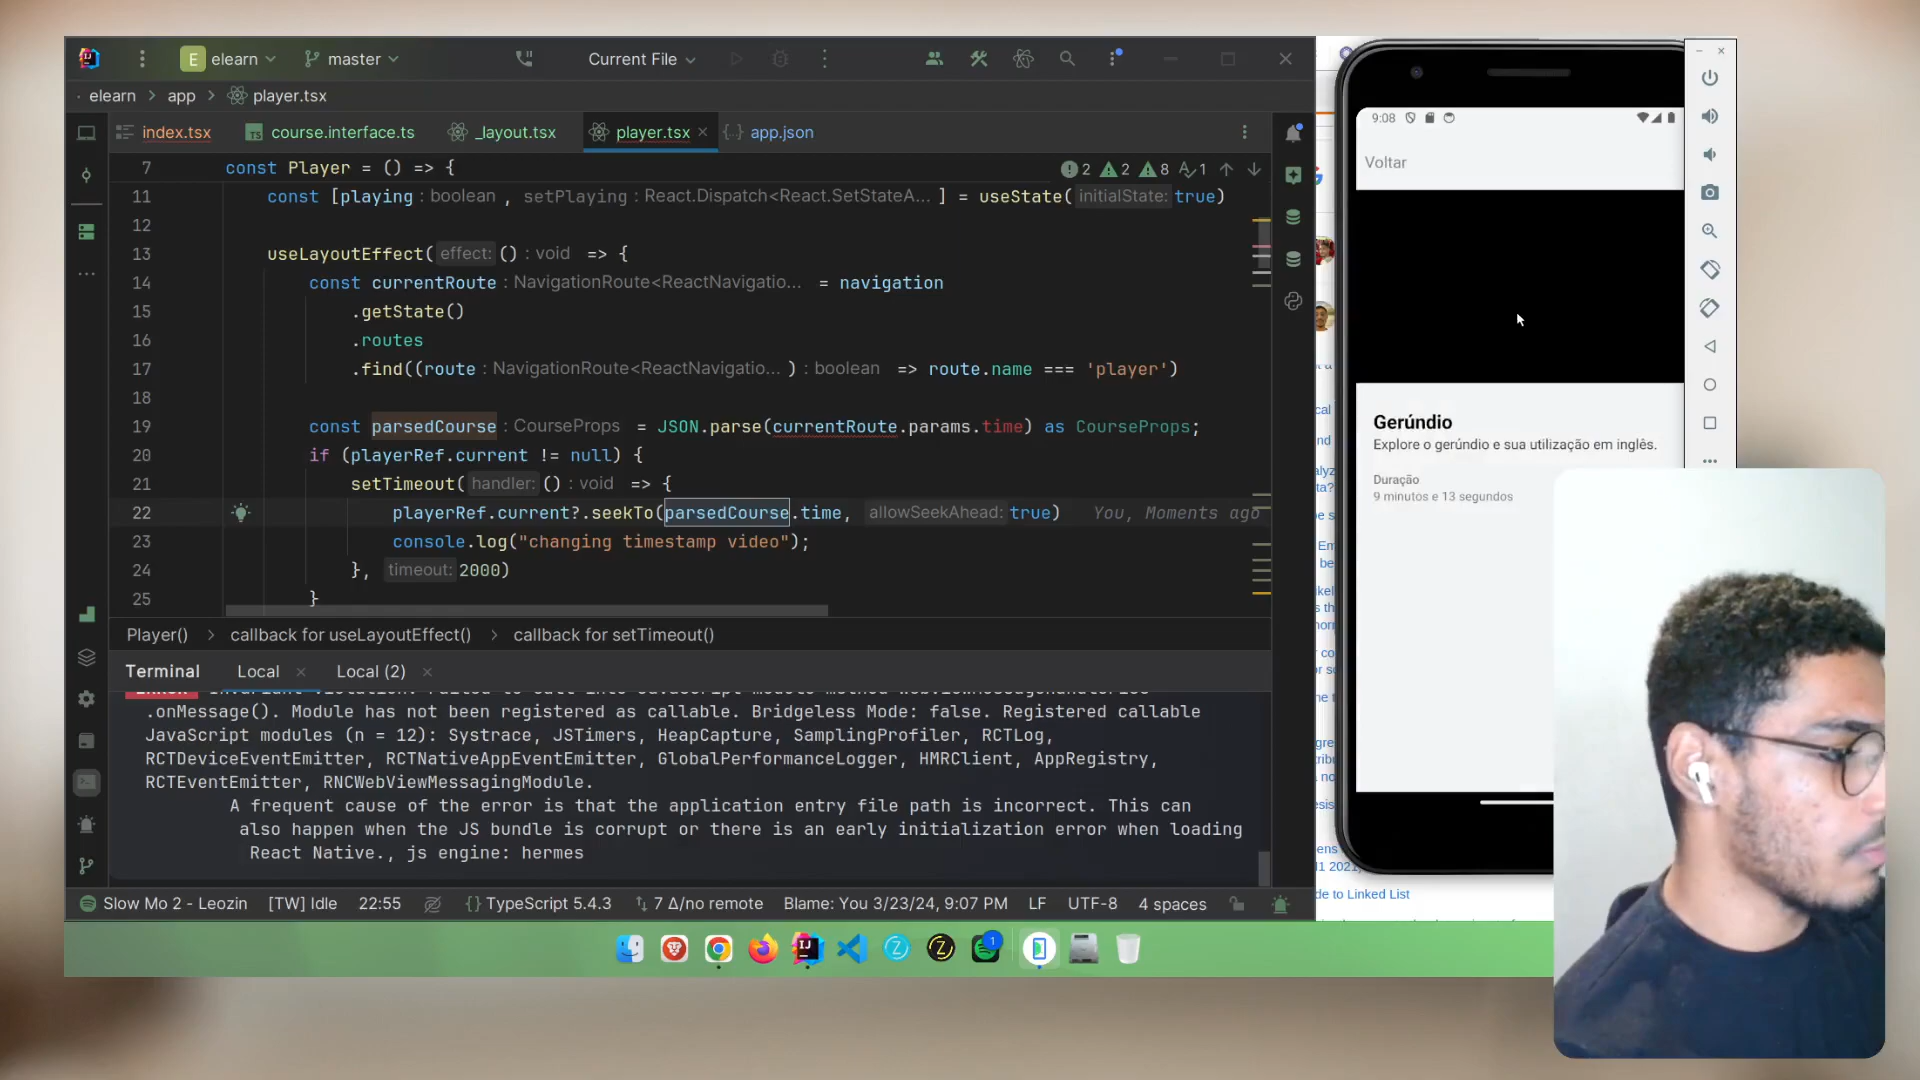 E elearn
master
Current File
elearn
app
player.tsx
index.tsx
TS course.interface.ts
_layout.tsx
player.tsx
app.json
7 const Player = () => {
2 2 8 1
11 const [playing : boolean , setPlaying : React.Dispatch<React.SetStateA... ] = useState( initialState: true)
12
13 useLayoutEffect( effect: () : void => {
14 const currentRoute : NavigationRoute<ReactNavigatio... = navigation
15 .getState()
16 .routes
17 .find((route : NavigationRoute<ReactNavigatio... ) : boolean => route.name === 'player')
18
19 const parsedCourse : CourseProps = JSON.parse(currentRoute.params.time) as CourseProps;
20 if (playerRef.current != null) {
21 setTimeout( handler: () : void => {
22 playerRef.current?.seekTo(parsedCourse.time, allowSeekAhead: true) You, Moments ago
23 console.log("changing timestamp video");
24 }, timeout: 2000)
25 }
Player()
callback for useLayoutEffect()
callback for setTimeout()
Terminal
Local
Local (2)
.onMessage(). Module has not been registered as callable. Bridgeless Mode: false. Registered callable
JavaScript modules (n = 12): Systrace, JSTimers, HeapCapture, SamplingProfiler, RCTLog,
RCTDeviceEventEmitter, RCTNativeAppEventEmitter, GlobalPerformanceLogger, HMRClient, AppRegistry,
RCTEventEmitter, RNCWebViewMessagingModule.
A frequent cause of the error is that the application entry file path is incorrect. This can
also happen when the JS bundle is corrupt or there is an early initialization error when loading
React Native., js engine: hermes
Slow Mo 2 - Leozin
[TW] Idle
22:55
TypeScript 5.4.3
7 Δ/no remote
Blame: You 3/23/24, 9:07 PM
LF
UTF-8
4 spaces
9:08
Voltar
Gerúndio
Explore o gerúndio e sua utilização em inglês.
Duração
9 minutos e 13 segundos
de to Linked List
1